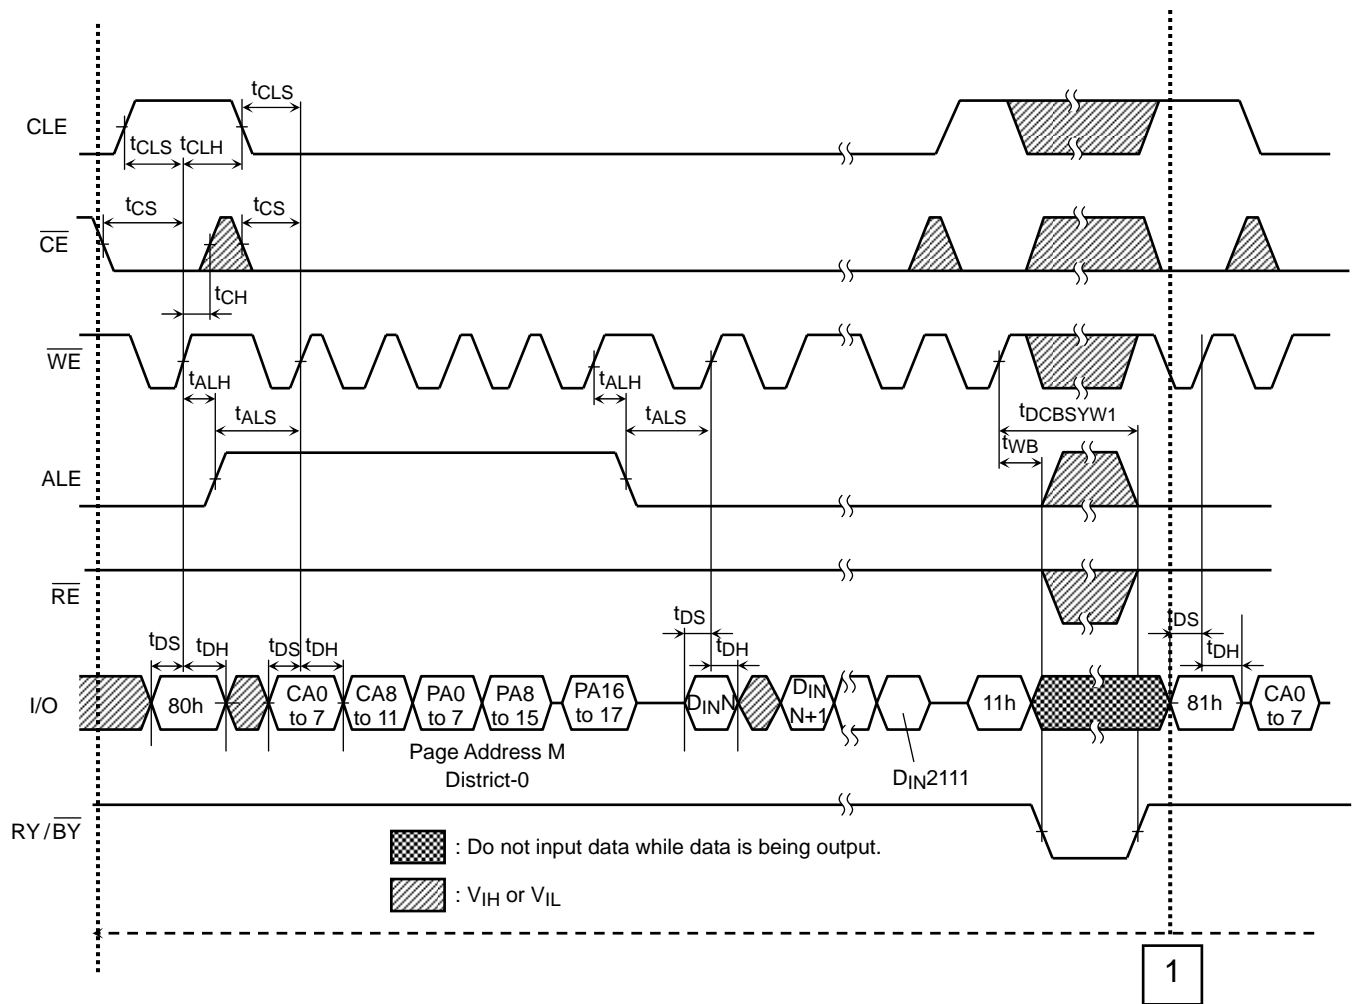 tCLS
CLE
tCLS tCLH
tCS tCS
CE
tCH
WE
tALH tALH
tALS tALS tDCBSYW1
tWB
ALE
RE
tDS tDS
tDS tDH tDS tDH tDH tDH
I/O 80h CA0 to 7 CA8 to 11 PA0 to 7 PA8 to 15 PA16 to 17 DINN DIN N+1 11h 81h CA0 to 7
Page Address M
District-0
DIN2111
RY/BY
: Do not input data while data is being output.
: VIH or VIL
1